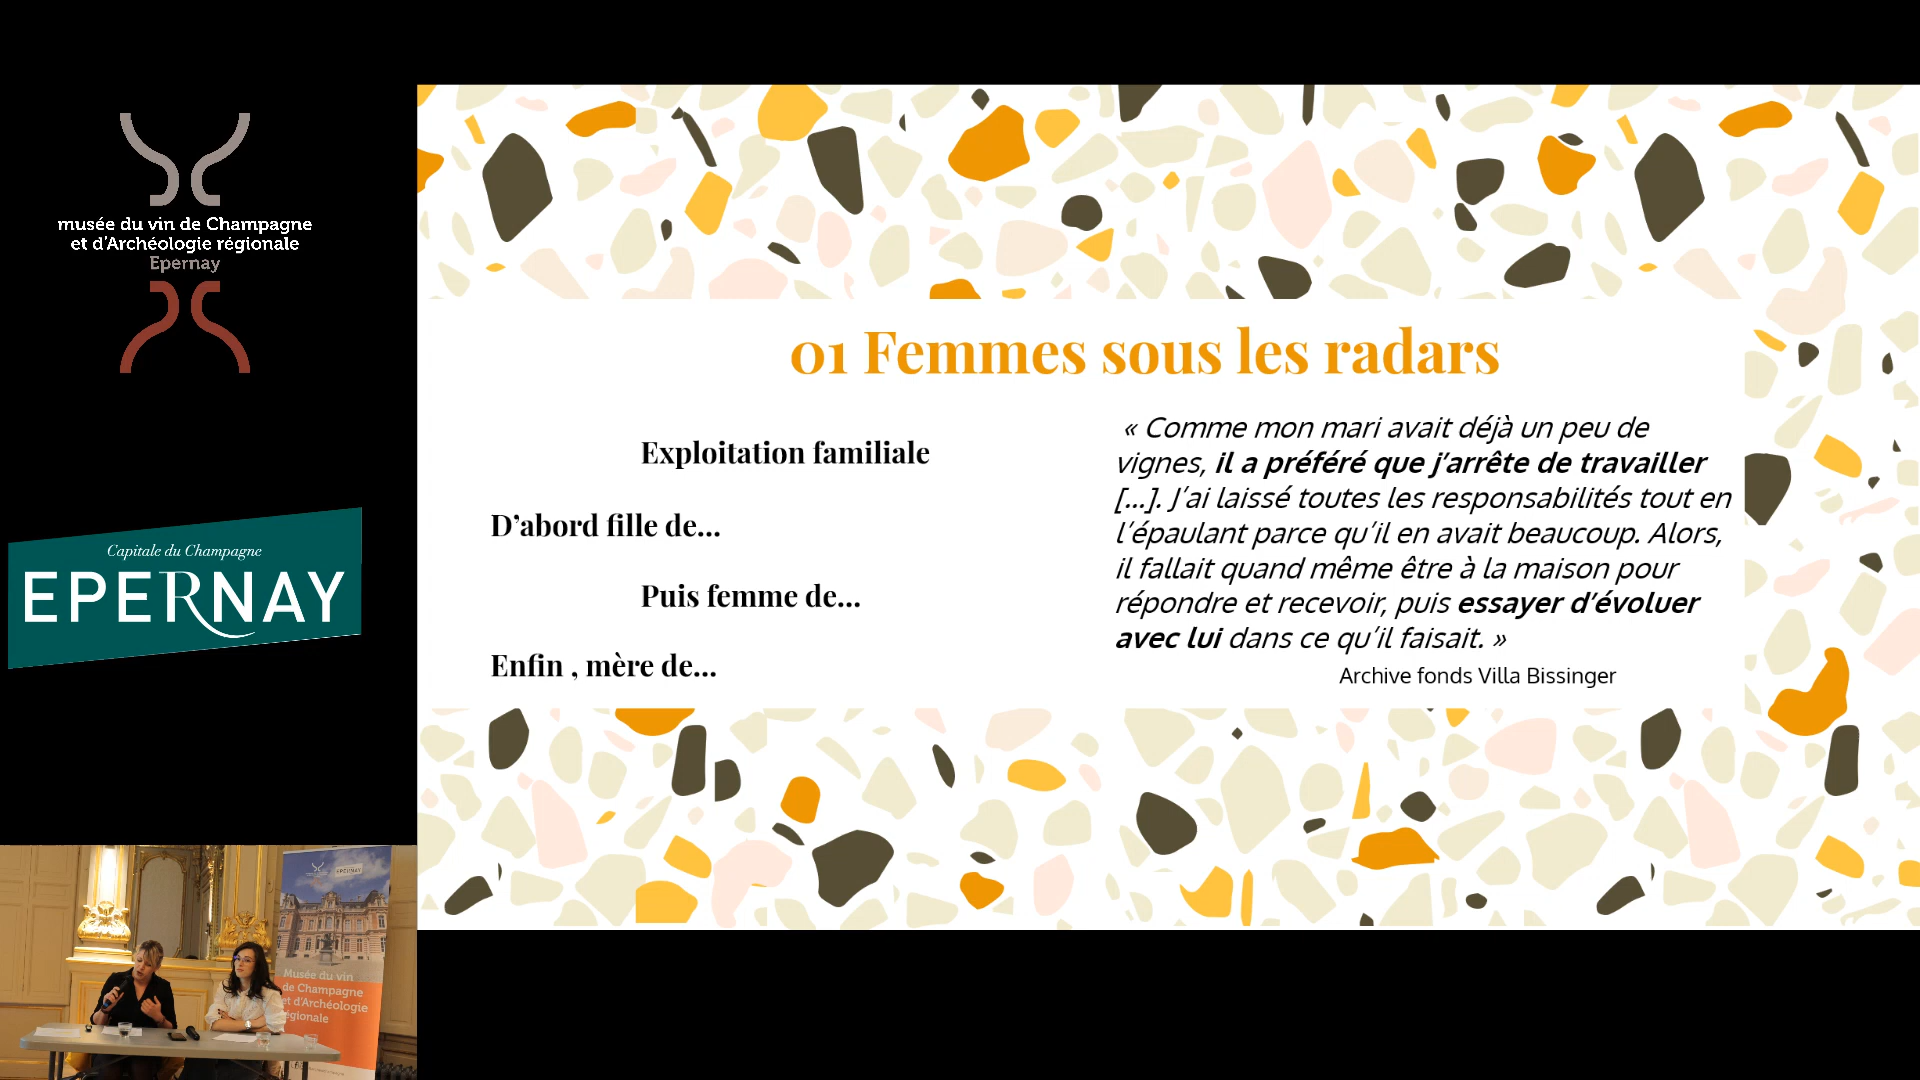 musée du vin de Champagne
et d'Archéologie régionale
Epernay
Capitale du Champagne
EPERNAY
01 Femmes sous les radars
Exploitation familiale
D'abord fille de...
Puis femme de...
Enfin , mère de...
« Comme mon mari avait déjà un peu de
vignes, il a préféré que j'arrête de travailler
[...]. J'ai laissé toutes les responsabilités tout en
l'épaulant parce qu'il en avait beaucoup. Alors,
il fallait quand même être à la maison pour
répondre et recevoir, puis essayer d'évoluer
avec lui dans ce qu'il faisait. »
Archive fonds Villa Bissinger
EPERNAY
Musée du vin
de Champagne
et d'Archéologie
régionale